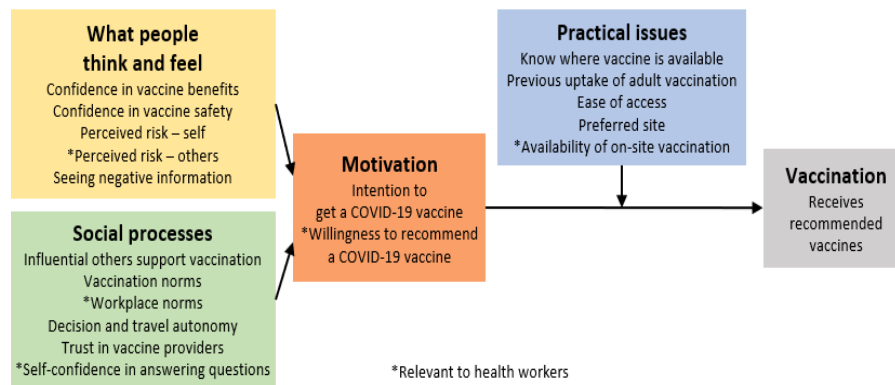 What people
think and feel
Confidence in vaccine benefits
Confidence in vaccine safety
Perceived risk – self
*Perceived risk – others
Seeing negative information
Social processes
Influential others support vaccination
Vaccination norms
*Workplace norms
Decision and travel autonomy
Trust in vaccine providers
*Self-confidence in answering questions
Motivation
Intention to
get a COVID-19 vaccine
*Willingness to recommend
a COVID-19 vaccine
Practical issues
Know where vaccine is available
Previous uptake of adult vaccination
Ease of access
Preferred site
*Availability of on-site vaccination
Vaccination
Receives
recommended
vaccines
*Relevant to health workers